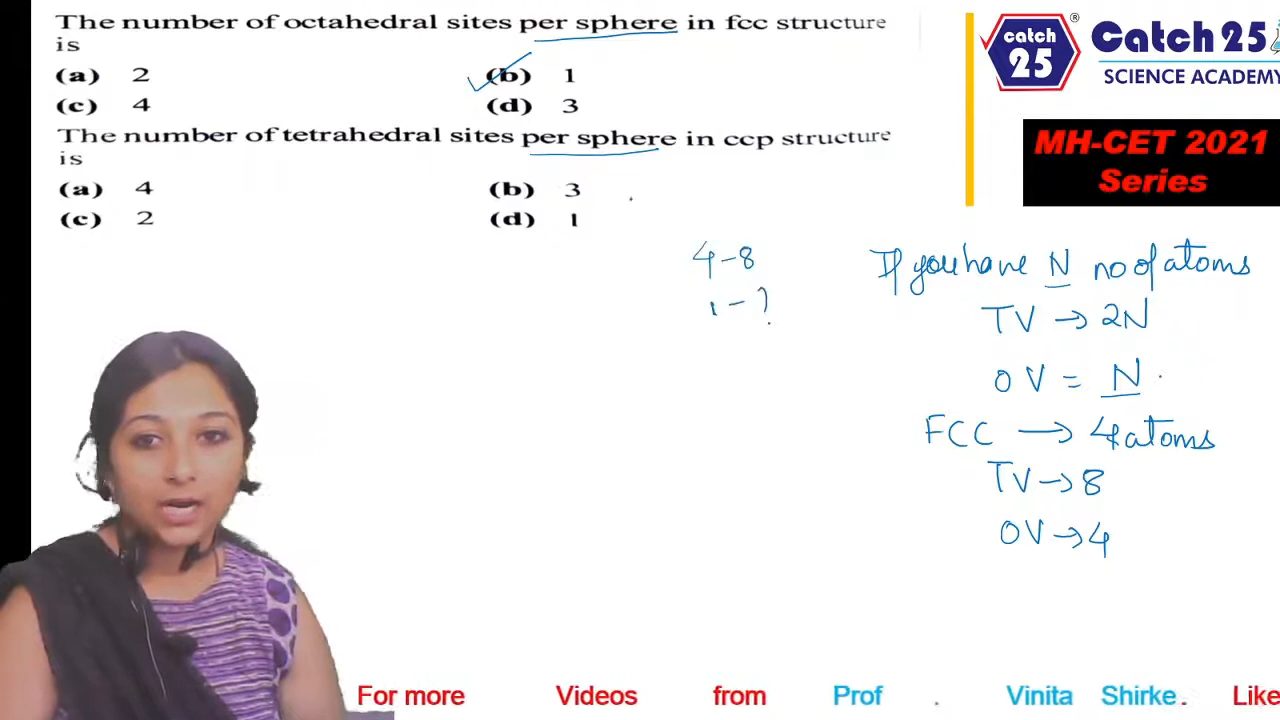 The number of octahedral sites per sphere in fcc structure
is
(a) 2 (b) 1
(c) 4 (d) 3
The number of tetrahedral sites per sphere in ccp structure
is
(a) 4 (b) 3
(c) 2 (d) 1
catch
25
®
Catch 25
SCIENCE ACADEMY
MH-CET 2021
Series
4 - 8
1 - ?
If you have N no of atoms
TV → 2N
OV = N
FCC → 4 atoms
TV → 8
OV → 4
For more Videos from Prof . Vinita Shirke . Like